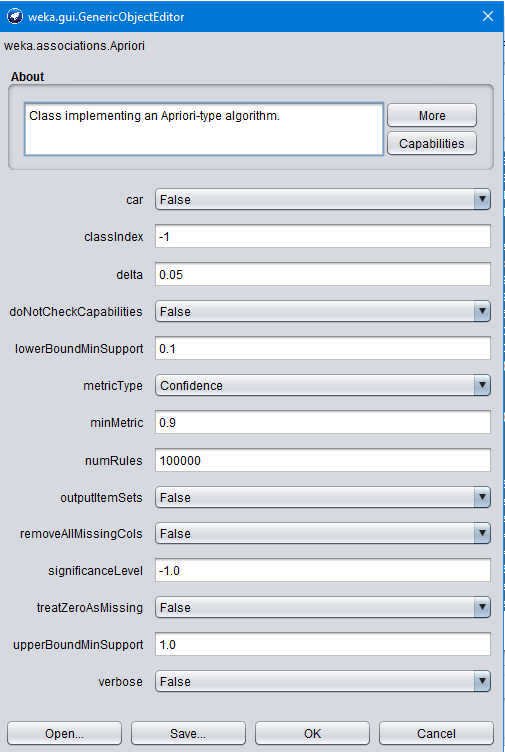 weka.gui.GenericObjectEditor
weka.associations.Apriori
About
Class implementing an Apriori-type algorithm.
More
Capabilities
car False
classIndex -1
delta 0.05
doNotCheckCapabilities False
lowerBoundMinSupport 0.1
metricType Confidence
minMetric 0.9
numRules 100000
outputItemSets False
removeAllMissingCols False
significanceLevel -1.0
treatZeroAsMissing False
upperBoundMinSupport 1.0
verbose False
Open... Save... OK Cancel